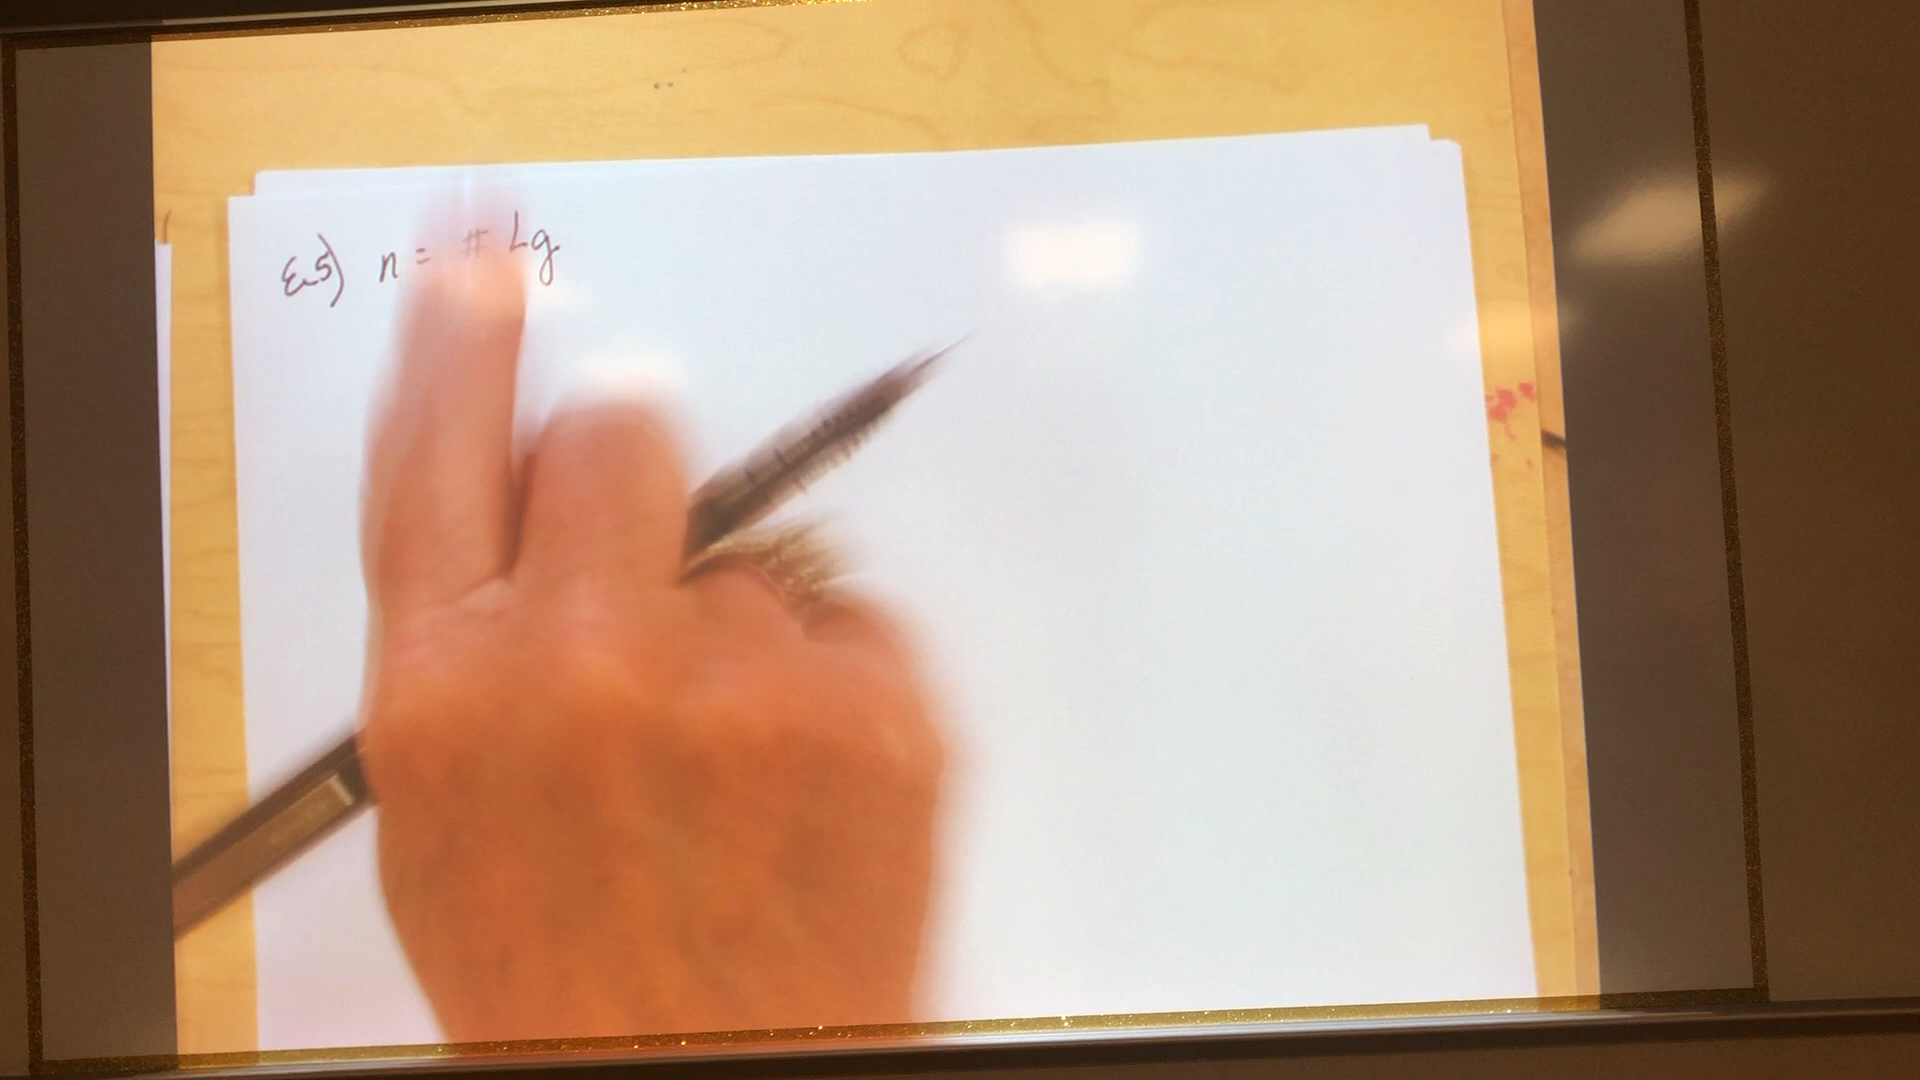 Ex5) n = # Lg